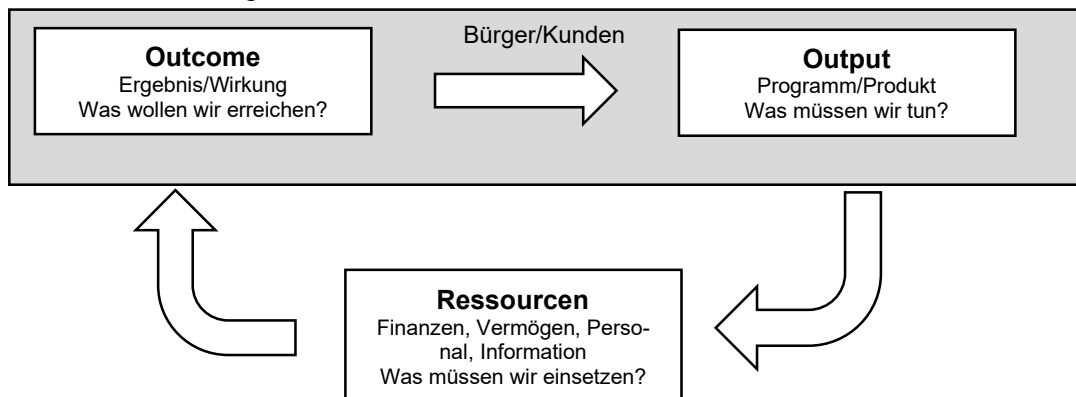 Bürger/Kunden
Outcome
Ergebnis/Wirkung
Was wollen wir erreichen?
Output
Programm/Produkt
Was müssen wir tun?
Ressourcen
Finanzen, Vermögen, Perso-
nal, Information
Was müssen wir einsetzen?